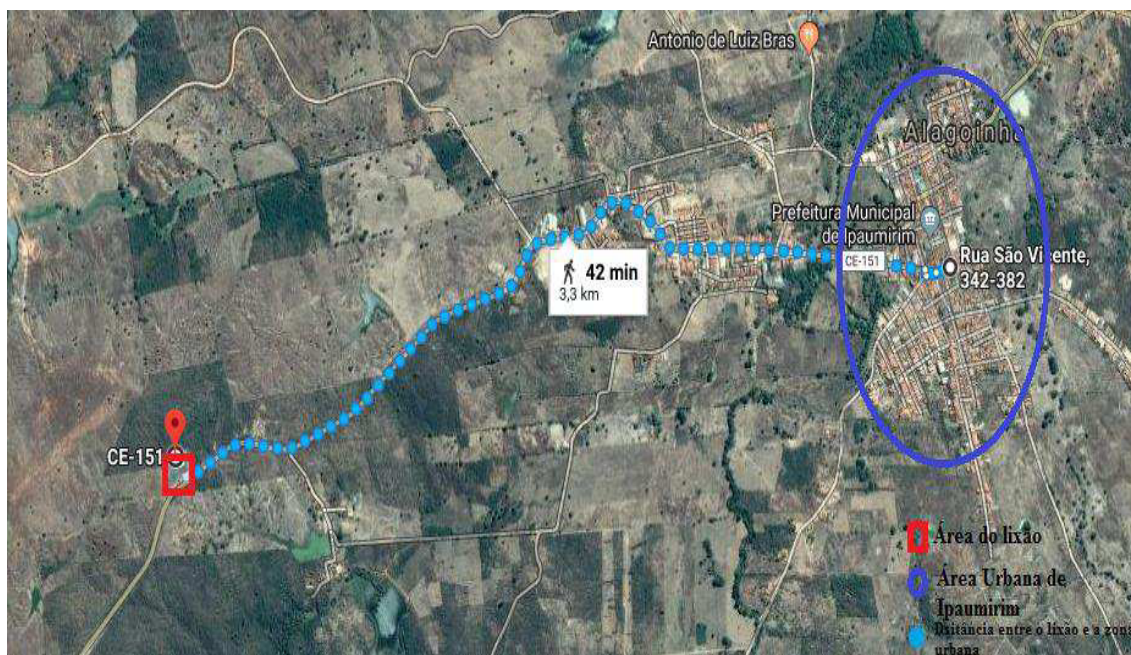 Antonio de Luiz Bras
Alagoinha
Prefeitura Municipal
de Ipaumirim
CE-151
Rua São Vicente,
342-382
42 min
3,3 km
CE-151
Área do lixão
Área Urbana de
Ipaumirim
Dsitância entre o lixão e a zona
urbana